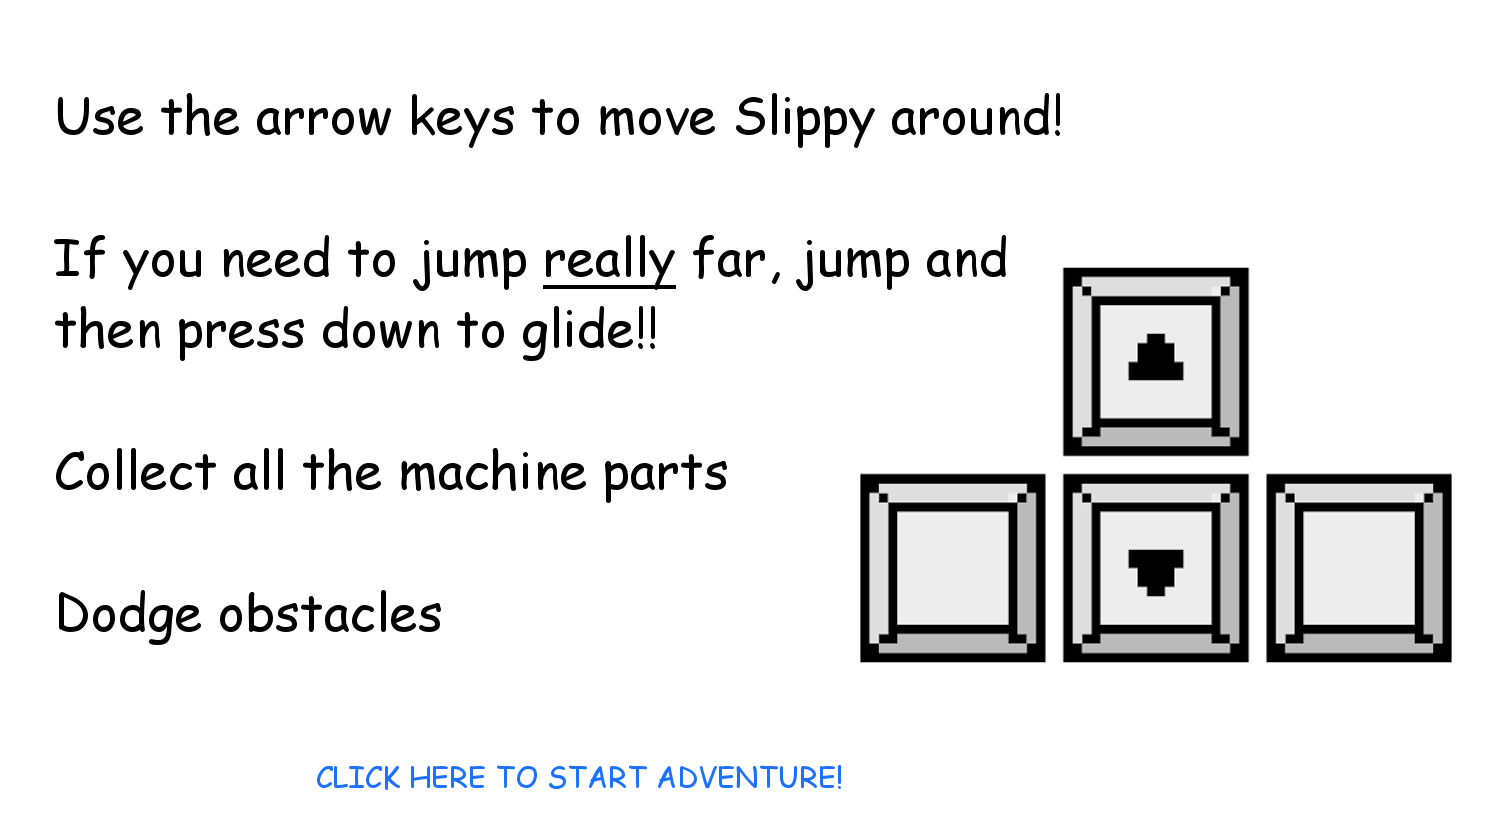 Use the arrow keys to move Slippy around!
If you need to jump really far, jump and
then press down to glide!!
Collect all the machine parts
Dodge obstacles
CLICK HERE TO START ADVENTURE!